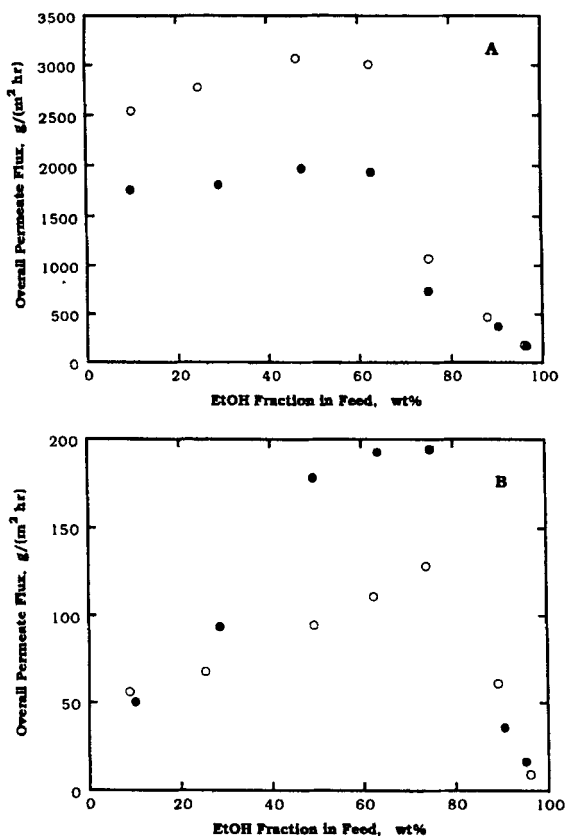 A
3500
3000
2500
2000
1500
1000
500
0
Overall Permeate Flux, g/(m² hr)
0 20 40 60 80 100
EtOH Fraction in Feed, wt%
B
200
150
100
50
0
Overall Permeate Flux, g/(m² hr)
0 20 40 60 80 100
EtOH Fraction in Feed, wt%